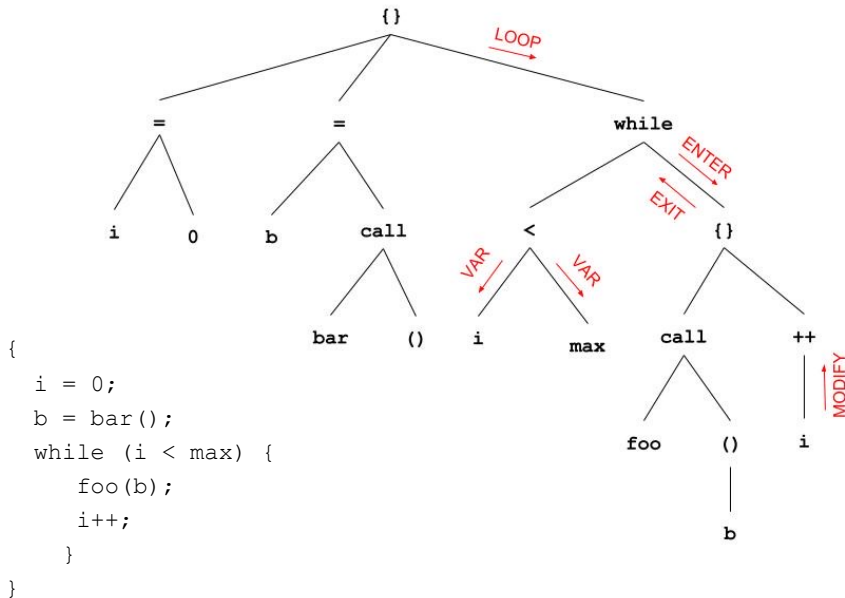 {}
LOOP
= = while
ENTER
EXIT
i 0 b call < {}
VAR VAR
bar () i max call ++
MODIFY
foo () i
b
{
i = 0;
b = bar();
while (i < max) {
foo(b);
i++;
}
}